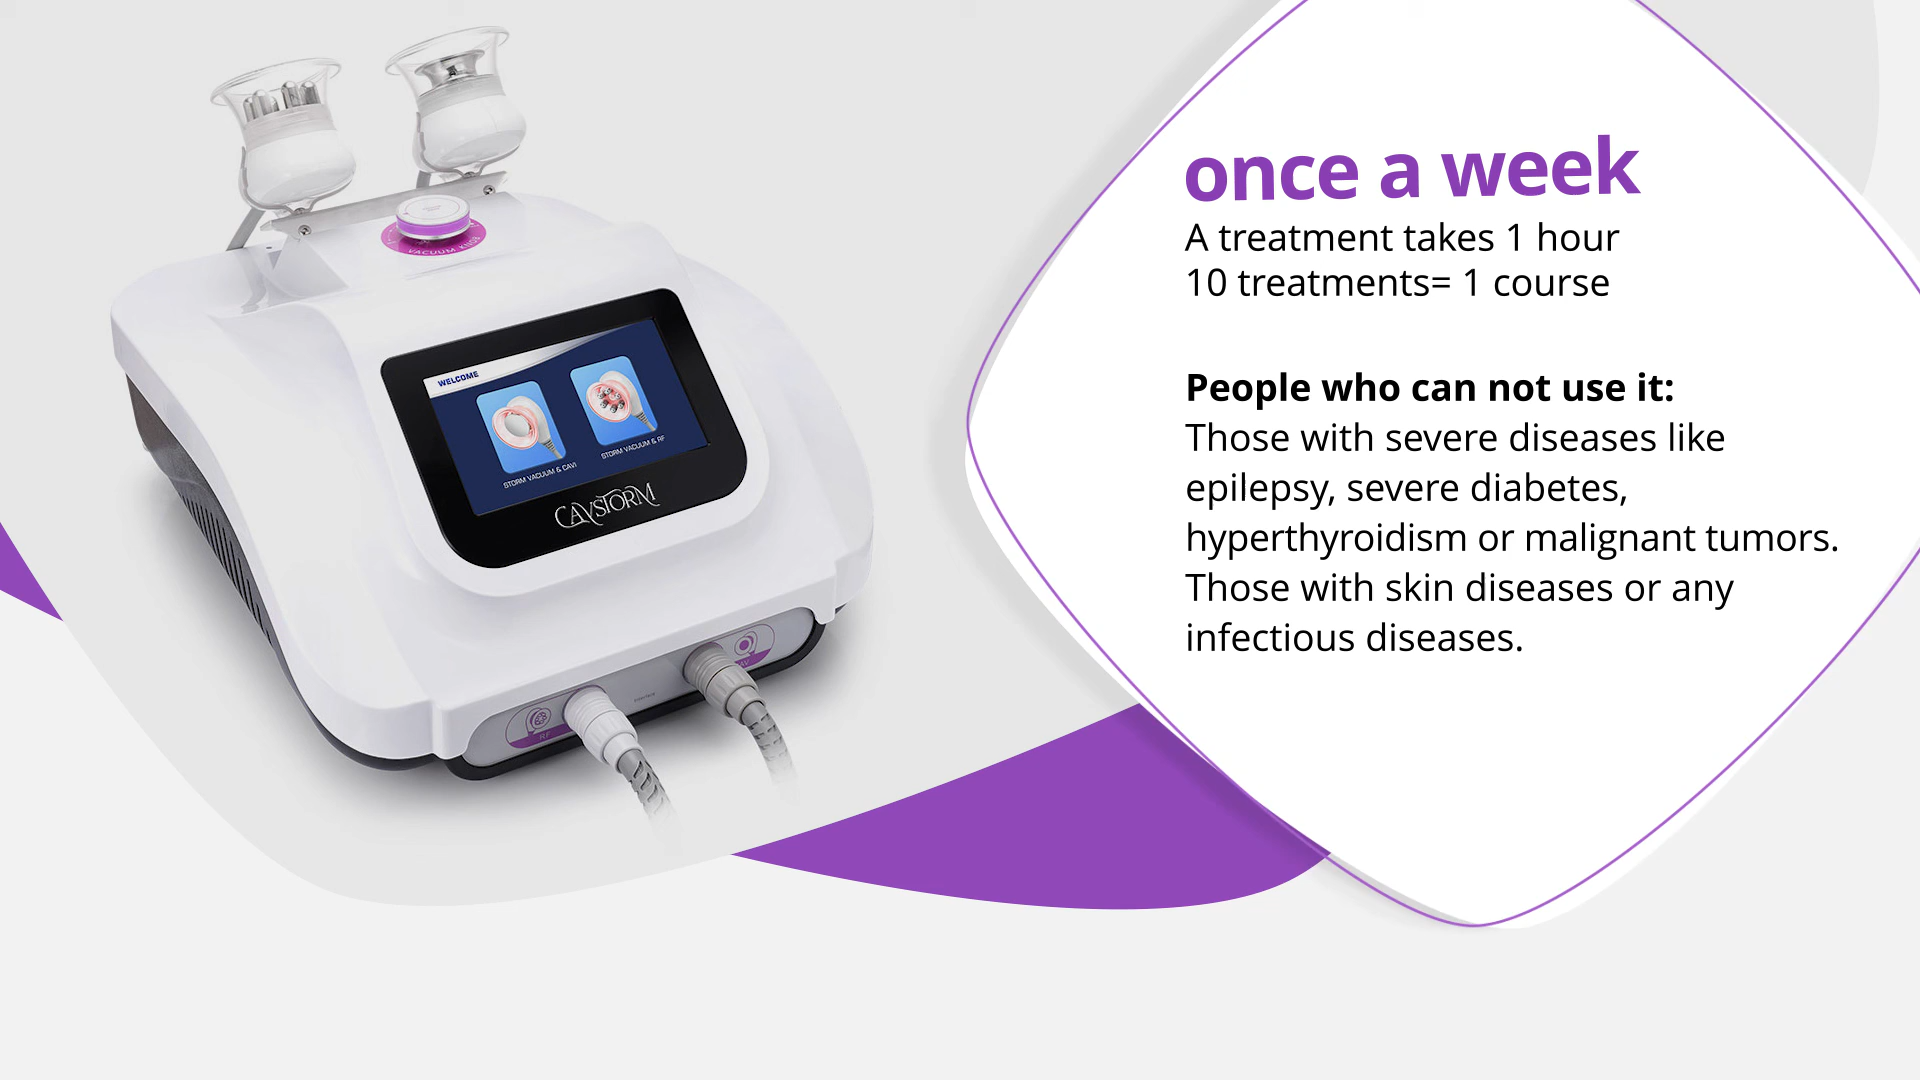 once a week
A treatment takes 1 hour
10 treatments= 1 course
People who can not use it:
Those with severe diseases like
epilepsy, severe diabetes,
hyperthyroidism or malignant tumors.
Those with skin diseases or any
infectious diseases.
VACUUM KNOB
WELCOME
STORM VACUUM & CAVI
STORM VACUUM & RF
CAVSTORM
RF